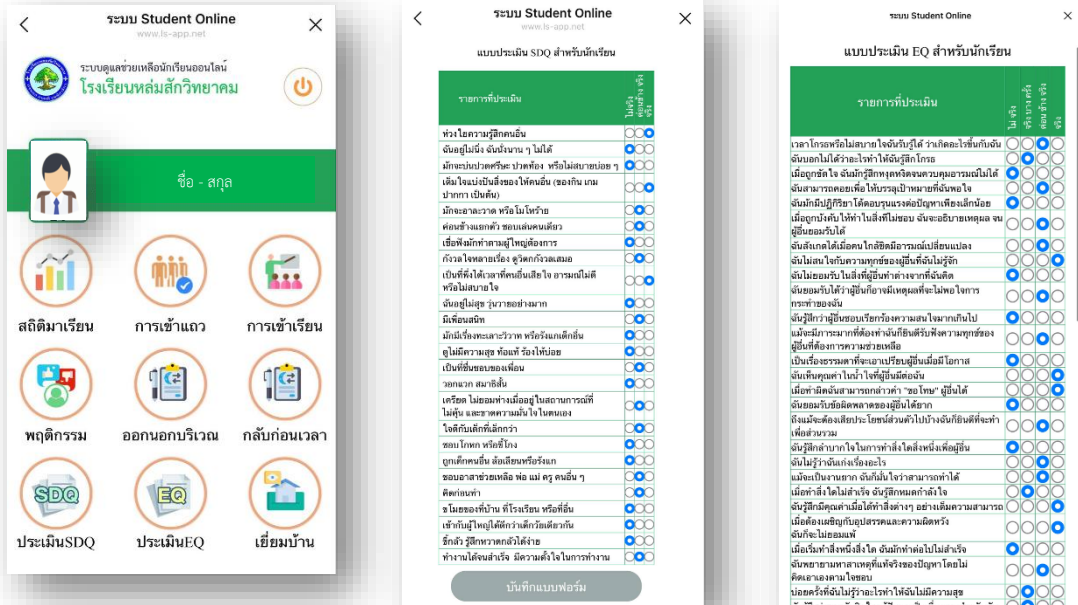 ระบบ Student Online
www.ls-app.net
ระบบดูแลช่วยเหลือนักเรียนออนไลน์
โรงเรียนหล่มสักวิทยาคม
ชื่อ - สกุล
สถิติมาเรียน
การเข้าแถว
การเข้าเรียน
พฤติกรรม
ออกนอกบริเวณ
กลับก่อนเวลา
SDQ
EQ
ประเมินSDQ
ประเมินEQ
เยี่ยมบ้าน
ระบบ Student Online
www.ls-app.net
แบบประเมิน SDQ สำหรับนักเรียน
รายการที่ประเมิน
ไม่จริง
ค่อนข้าง จริง
จริง
ห่วงใยความรู้สึกคนอื่น
ฉันอยู่ไม่นิ่ง ฉันนั่งนาน ๆ ไม่ได้
มักจะบ่นปวดศรีษะ ปวดท้อง หรือไม่สบายบ่อย ๆ
เต็มใจแบ่งปันสิ่งของให้คนอื่น (ของกิน เกม
ปากกา เป็นต้น)
มักจะอาละวาด หรือโมโหร้าย
ค่อนข้างแยกตัว ชอบเล่นคนเดียว
เชื่อฟังมักทำตามผู้ใหญ่ต้องการ
กังวลใจหลายเรื่อง ดูวิตกกังวลเสมอ
เป็นที่พึ่งได้เวลาที่คนอื่นเสียใจ อารมณ์ไม่ดี
หรือไม่สบายใจ
ฉันอยู่ไม่สุข วุ่นวายอย่างมาก
มีเพื่อนสนิท
มักมีเรื่องทะเลาะวิวาท หรือรังแกเด็กอื่น
ดูไม่มีความสุข ท้อแท้ ร้องไห้บ่อย
เป็นที่ชื่นชอบของเพื่อน
วอกแวก สมาธิสั้น
เครียด ไม่ยอมห่างเมื่ออยู่ในสถานการณ์ที่
ไม่คุ้น และขาดความมั่นใจในตนเอง
ใจดีกับเด็กที่เล็กกว่า
ชอบโกหก หรือขี้โกง
ถูกเด็กคนอื่น ล้อเลียนหรือรังแก
ชอบอาสาช่วยเหลือ พ่อ แม่ ครู คนอื่น ๆ
คิดก่อนทำ
ขโมยของที่บ้าน ที่โรงเรียน หรือที่อื่น
เข้ากับผู้ใหญ่ได้ดีกว่าเด็กวัยเดียวกัน
ขี้กลัว รู้สึกหวาดกลัวได้ง่าย
ทำงานได้จนสำเร็จ มีความตั้งใจในการทำงาน
บันทึกแบบฟอร์ม
ระบบ Student Online
แบบประเมิน EQ สำหรับนักเรียน
รายการที่ประเมิน
ไม่ จริง
จริง บาง ครั้ง
ค่อน ข้าง จริง
จริง
เวลาโกรธหรือไม่สบายใจฉันรับรู้ได้ ว่าเกิดอะไรขึ้นกับฉัน
ฉันบอกไม่ได้ว่าอะไรทำให้ฉันรู้สึกโกรธ
เมื่อถูกขัดใจ ฉันมักรู้สึกหงุดหงิดจนควบคุมอารมณ์ไม่ได้
ฉันสามารถคอยเพื่อให้บรรลุเป้าหมายที่ฉันพอใจ
ฉันมักมีปฏิกิริยาโต้ตอบรุนแรงต่อปัญหาเพียงเล็กน้อย
เมื่อถูกบังคับให้ทำในสิ่งที่ไม่ชอบ ฉันจะอธิบายเหตุผล จน
ผู้อื่นยอมรับได้
ฉันสังเกตได้เมื่อคนใกล้ชิดมีอารมณ์เปลี่ยนแปลง
ฉันไม่สนใจกับความทุกข์ของผู้อื่นที่ฉันไม่รู้จัก
ฉันไม่ยอมรับในสิ่งที่ผู้อื่นทำต่างจากที่ฉันคิด
ฉันยอมรับได้ว่าผู้อื่นก็อาจมีเหตุผลที่จะไม่พอใจการ
กระทำของฉัน
ฉันรู้สึกว่าผู้อื่นชอบเรียกร้องความสนใจมากเกินไป
แม้จะมีภาระมากที่ต้องทำฉันก็ยินดีรับฟังความทุกข์ของ
ผู้อื่นที่ต้องการความช่วยเหลือ
เป็นเรื่องธรรมดาที่จะเอาเปรียบผู้อื่นเมื่อมีโอกาส
ฉันเห็นคุณค่าในน้ำใจที่ผู้อื่นมีต่อฉัน
เมื่อทำผิดฉันสามารถกล่าวคำ "ขอโทษ" ผู้อื่นได้
ฉันยอมรับข้อผิดพลาดของผู้อื่นได้ยาก
ถึงแม้จะต้องเสียประโยชน์ส่วนตัวไปบ้างฉันก็ยินดีที่จะทำ
เพื่อส่วนรวม
ฉันรู้สึกลำบากใจในการทำสิ่งใดสิ่งหนึ่งเพื่อผู้อื่น
ฉันไม่รู้ว่าฉันเก่งเรื่องอะไร
แม้จะเป็นงานยาก ฉันก็มั่นใจว่าสามารถทำได้
เมื่อทำสิ่งใดไม่สำเร็จ ฉันรู้สึกหมดกำลังใจ
ฉันรู้สึกมีคุณค่าเมื่อได้ทำสิ่งต่างๆ อย่างเต็มความสามารถ
เมื่อต้องเผชิญกับอุปสรรคและความผิดหวัง
ฉันก็จะไม่ยอมแพ้
เมื่อเริ่มทำสิ่งหนึ่งสิ่งใด ฉันมักทำต่อไปไม่สำเร็จ
ฉันพยายามหาสาเหตุที่แท้จริงของปัญหาโดยไม่
คิดเอาเองตามใจชอบ
บ่อยครั้งที่ฉันไม่รู้ว่าอะไรทำให้ฉันไม่มีความสุข